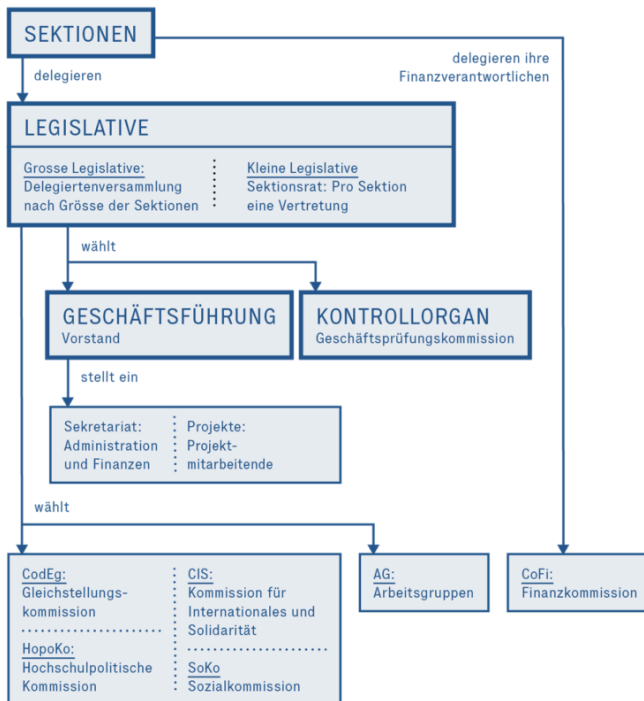 SEKTIONEN
delegieren
delegieren ihre
Finanzverantwortlichen
LEGISLATIVE
Grosse Legislative:
Delegiertenversammlung
nach Grösse der Sektionen
Kleine Legislative
Sektionsrat: Pro Sektion
eine Vertretung
wählt
GESCHÄFTSFÜHRUNG
Vorstand
KONTROLLORGAN
Geschäftsprüfungskommission
stellt ein
Sekretariat:
Administration
und Finanzen
Projekte:
Projekt-
mitarbeitende
wählt
CodEg:
Gleichstellungs-
kommission
HopoKo:
Hochschulpolitische
Kommission
CIS:
Kommission für
Internationales und
Solidarität
SoKo
Sozialkommission
AG:
Arbeitsgruppen
CoFi:
Finanzkommission